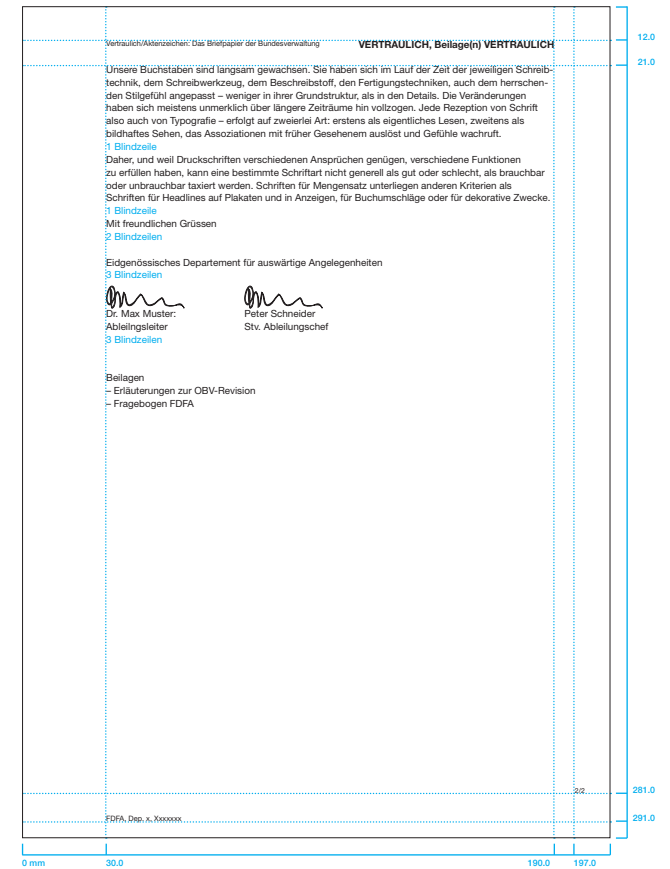 Vertraulich/Aktenzeichen: Das Briefpapier der Bundesverwaltung
VERTRAULICH, Beilage(n) VERTRAULICH
12.0
21.0
Unsere Buchstaben sind langsam gewachsen. Sie haben sich im Lauf der Zeit der jeweiligen Schreib-
technik, dem Schreibwerkzeug, dem Beschreibstoff, den Fertigungstechniken, auch dem herrschen-
den Stilgefühl angepasst – weniger in ihrer Grundstruktur, als in den Details. Die Veränderungen
haben sich meistens unmerklich über längere Zeiträume hin vollzogen. Jede Rezeption von Schrift
also auch von Typografie – erfolgt auf zweierlei Art: erstens als eigentliches Lesen, zweitens als
bildhaftes Sehen, das Assoziationen mit früher Gesehenem auslöst und Gefühle wachruft.
1 Blindzeile
Daher, und weil Druckschriften verschiedenen Ansprüchen genügen, verschiedene Funktionen
zu erfüllen haben, kann eine bestimmte Schriftart nicht generell als gut oder schlecht, als brauchbar
oder unbrauchbar taxiert werden. Schriften für Mengensatz unterliegen anderen Kriterien als
Schriften für Headlines auf Plakaten und in Anzeigen, für Buchumschläge oder für dekorative Zwecke.
1 Blindzeile
Mit freundlichen Grüssen
2 Blindzeilen
Eidgenössisches Departement für auswärtige Angelegenheiten
3 Blindzeilen
Dr. Max Muster: Peter Schneider
Ableilngsleiter Stv. Ableilungschef
3 Blindzeilen
Beilagen
– Erläuterungen zur OBV-Revision
– Fragebogen FDFA
2/2
281.0
FDFA, Dep. x, Xxxxxxx
291.0
0 mm 30.0 190.0 197.0